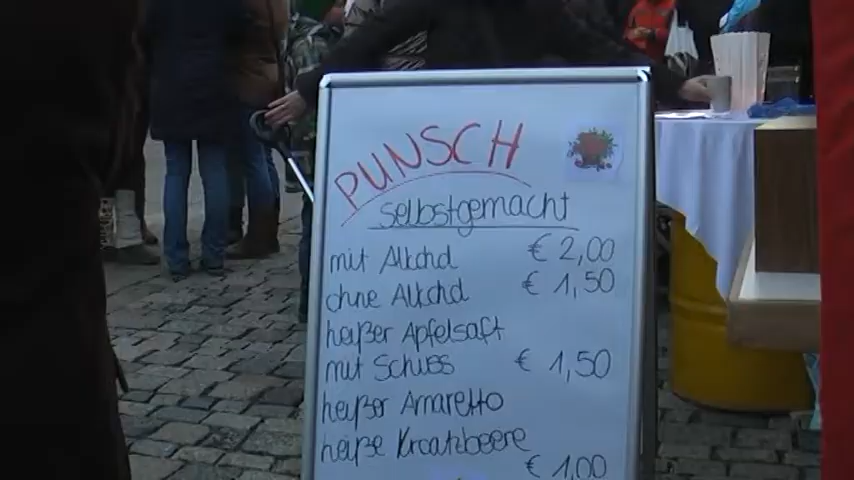 PUNSCH
selbstgemacht
mit Alkohol € 2,00
ohne Alkohol € 1,50
heißer Apfelsaft
mit Schuss € 1,50
heißer Amaretto
heiße Kroatzbeere
€ 1,00